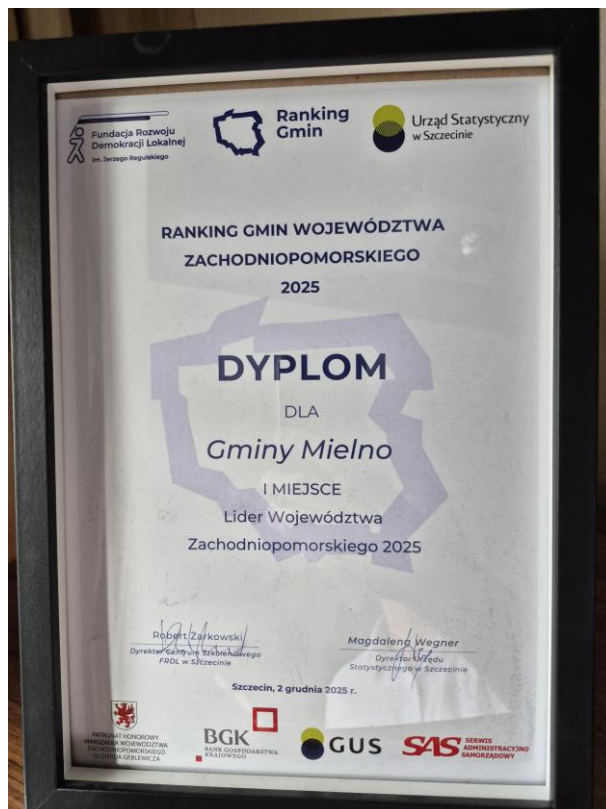 Fundacja Rozwoju
Demokracji Lokalnej
im. Jerzego Regulskiego
Ranking
Gmin
Urząd Statystyczny
w Szczecinie
RANKING GMIN WOJEWÓDZTWA
ZACHODNIOPOMORSKIEGO
2025
DYPLOM
DLA
Gminy Mielno
I MIEJSCE
Lider Województwa
Zachodniopomorskiego 2025
Robert Żarkowski
Dyrektor Centrum Szkoleniowego
FRDL w Szczecinie
Magdalena Wegner
Dyrektor Urzędu
Statystycznego w Szczecinie
Szczecin, 2 grudnia 2025 r.
PATRONAT HONOROWY
MARSZAŁKA WOJEWÓDZTWA
ZACHODNIOPOMORSKIEGO
OLGIERDA GEBLEWICZA
BGK
BANK GOSPODARSTWA
KRAJOWEGO
GUS
SAS
SERWIS
ADMINISTRACYJNO
SAMORZĄDOWY